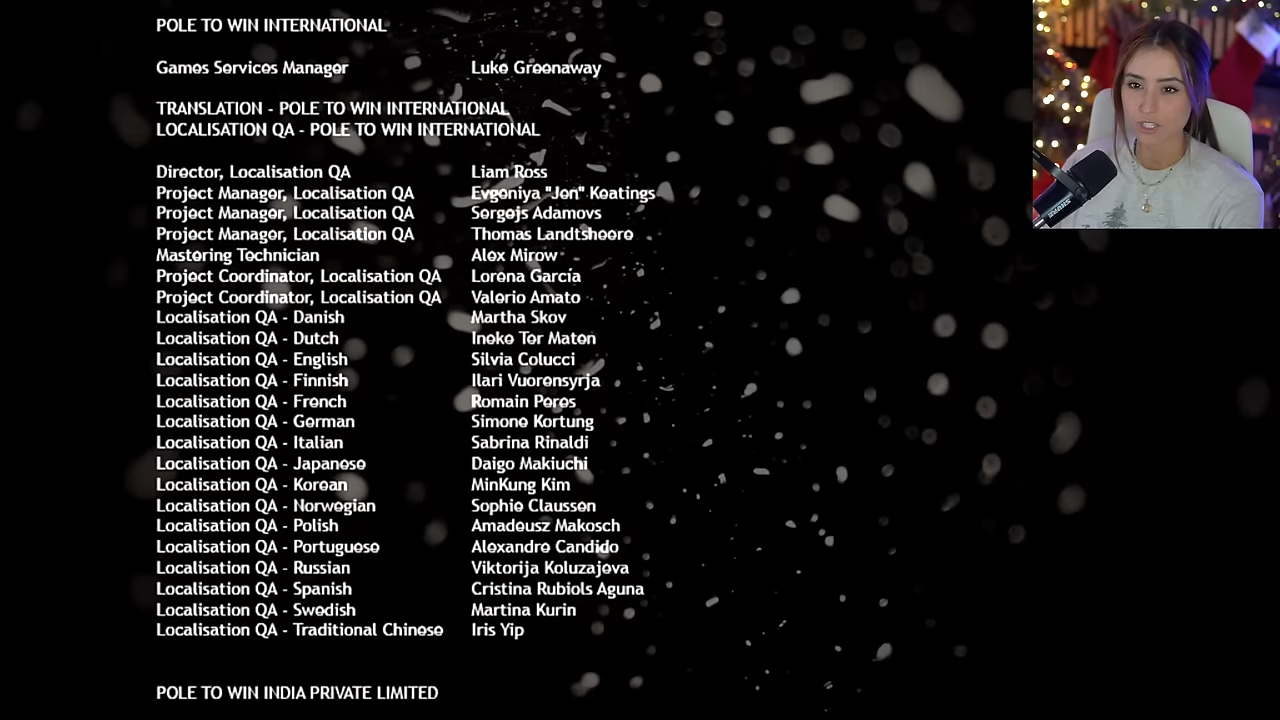 POLE TO WIN INTERNATIONAL
Games Services Manager Luke Greenaway
TRANSLATION - POLE TO WIN INTERNATIONAL
LOCALISATION QA - POLE TO WIN INTERNATIONAL
Director, Localisation QA Liam Ross
Project Manager, Localisation QA Evgeniya "Jen" Keatings
Project Manager, Localisation QA Sergejs Adamovs
Project Manager, Localisation QA Thomas Landtsheere
Mastering Technician Alex Mirow
Project Coordinator, Localisation QA Lorena García
Project Coordinator, Localisation QA Valerio Amato
Localisation QA - Danish Martha Skov
Localisation QA - Dutch Ineke Ter Maten
Localisation QA - English Silvia Colucci
Localisation QA - Finnish Ilari Vuorensyrja
Localisation QA - French Romain Peres
Localisation QA - German Simone Kortung
Localisation QA - Italian Sabrina Rinaldi
Localisation QA - Japanese Daigo Makiuchi
Localisation QA - Korean MinKung Kim
Localisation QA - Norwegian Sophie Claussen
Localisation QA - Polish Amadeusz Makosch
Localisation QA - Portuguese Alexandre Candido
Localisation QA - Russian Viktorija Koluzajeva
Localisation QA - Spanish Cristina Rubiols Aguna
Localisation QA - Swedish Martina Kurin
Localisation QA - Traditional Chinese Iris Yip
POLE TO WIN INDIA PRIVATE LIMITED
SHURE